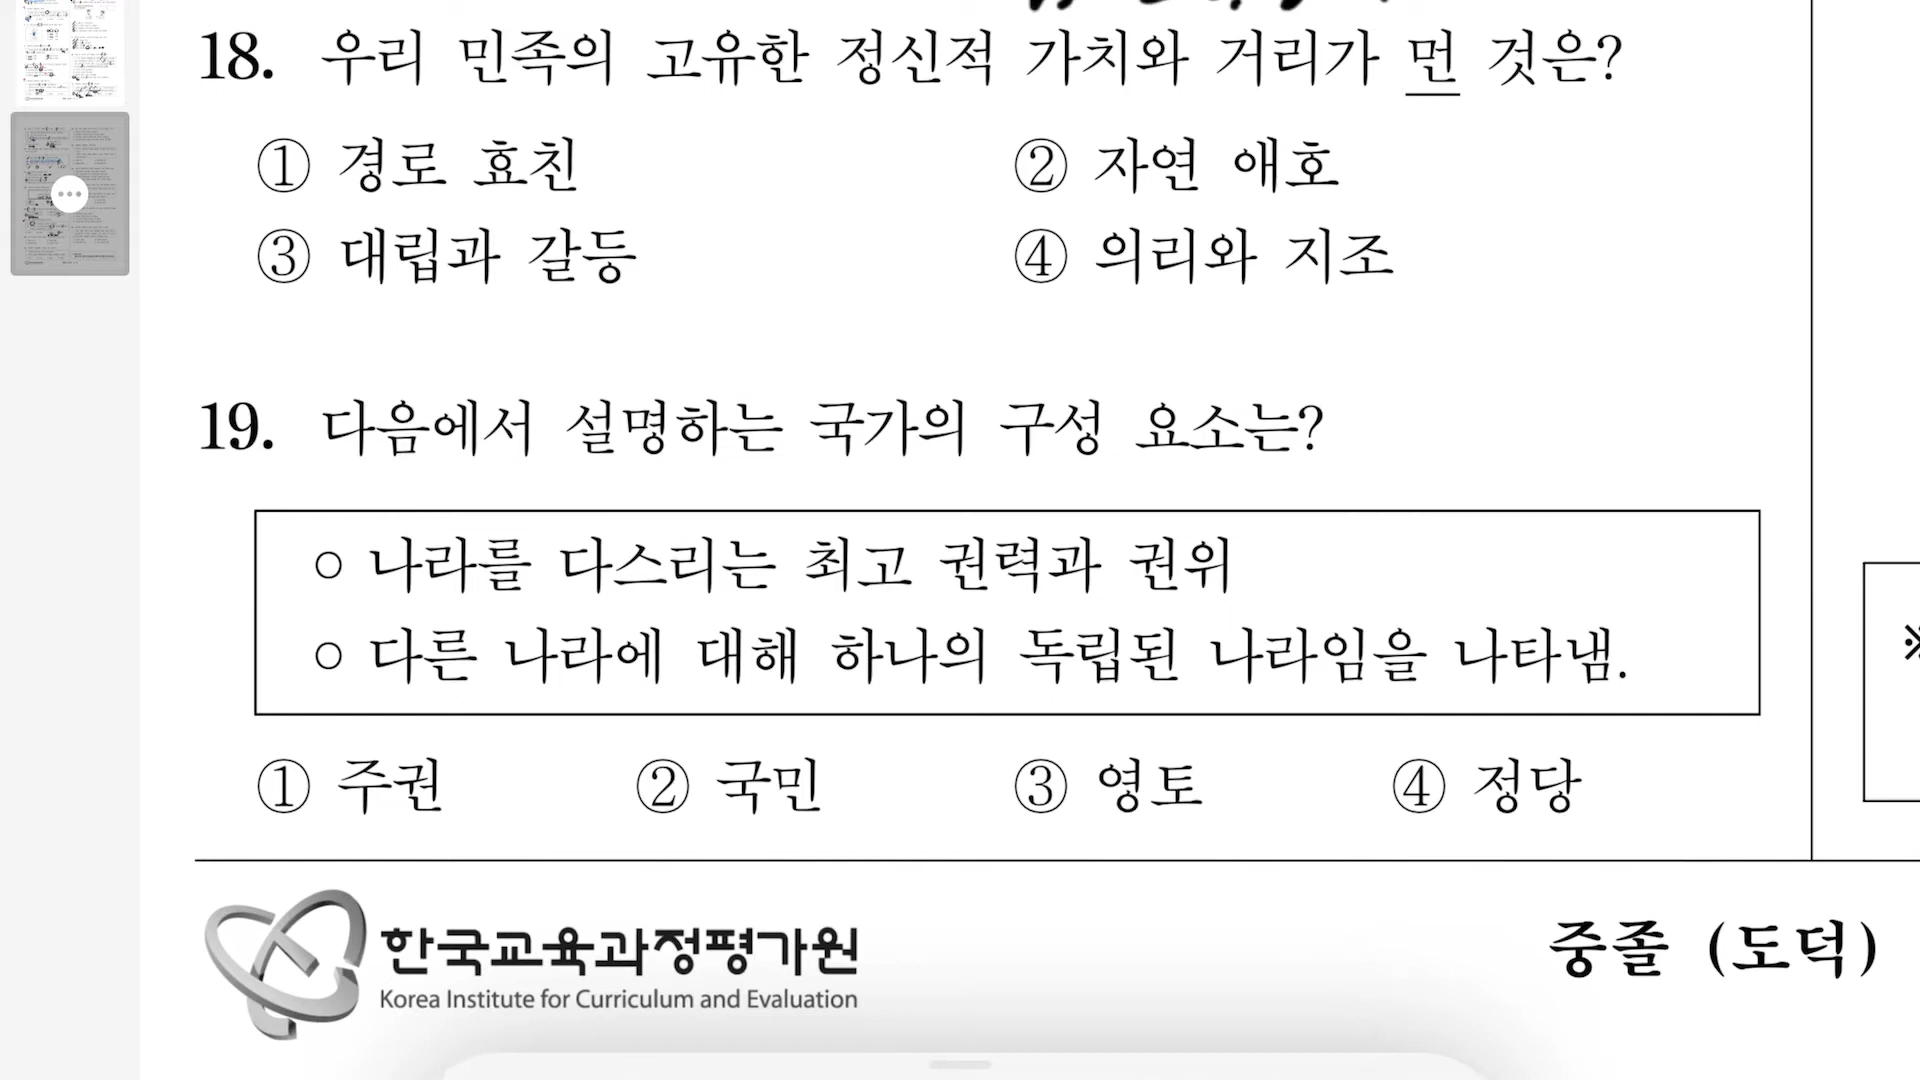 18. 우리 민족의 고유한 정신적 가치와 거리가 먼 것은?
① 경로 효친 ② 자연 애호
③ 대립과 갈등 ④ 의리와 지조
19. 다음에서 설명하는 국가의 구성 요소는?
○ 나라를 다스리는 최고 권력과 권위
○ 다른 나라에 대해 하나의 독립된 나라임을 나타냄.
① 주권 ② 국민 ③ 영토 ④ 정당
※
한국교육과정평가원
Korea Institute for Curriculum and Evaluation
중졸 (도덕)